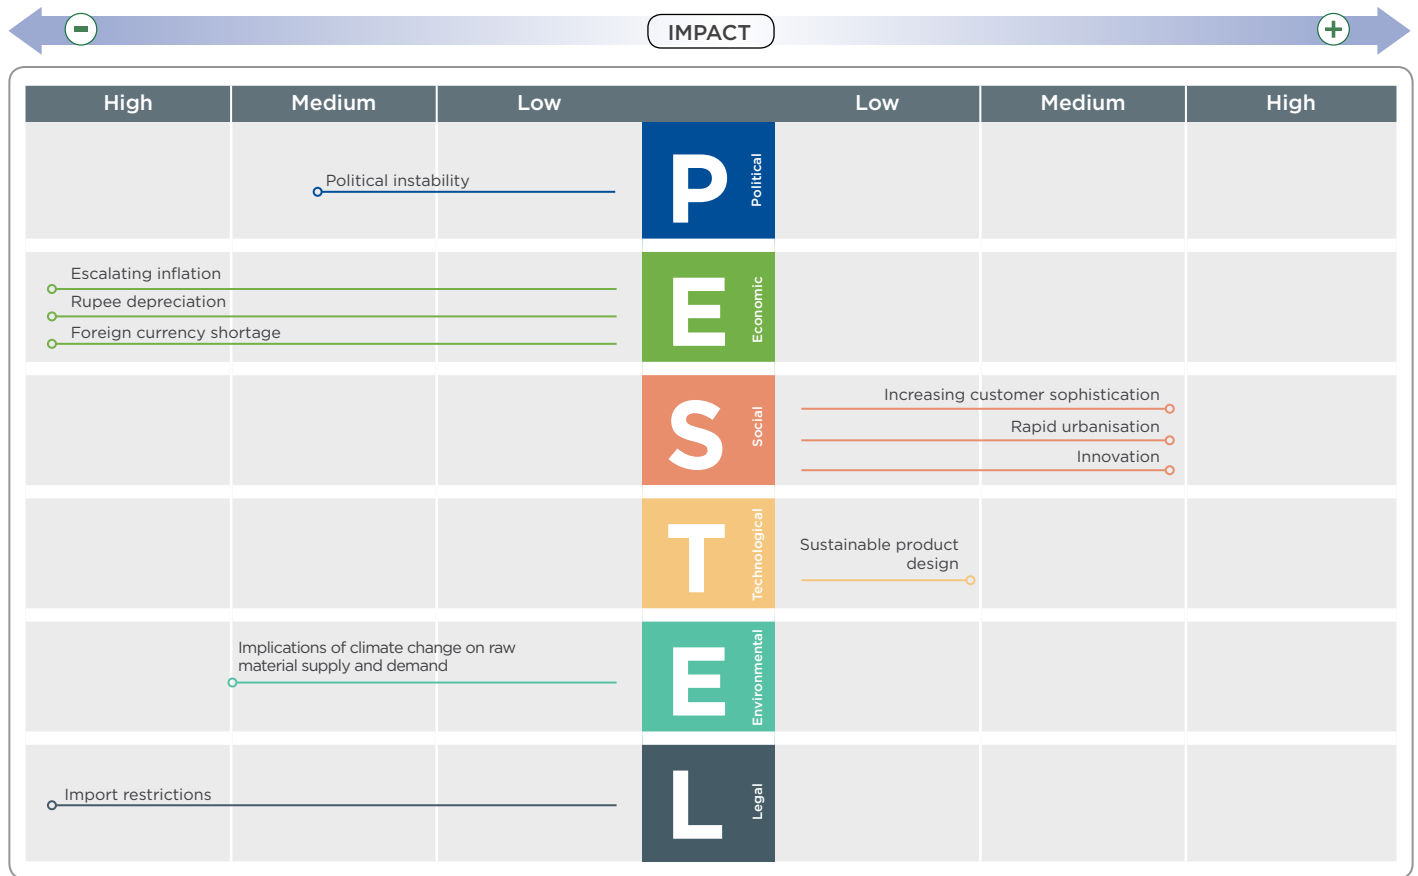 IMPACT
High Medium Low Low Medium High
Political instability
P
Political
Escalating inflation
Rupee depreciation
Foreign currency shortage
E
Economic
S
Social
Increasing customer sophistication
Rapid urbanisation
Innovation
T
Technological
Sustainable product
design
Implications of climate change on raw
material supply and demand
E
Environmental
Import restrictions
L
Legal